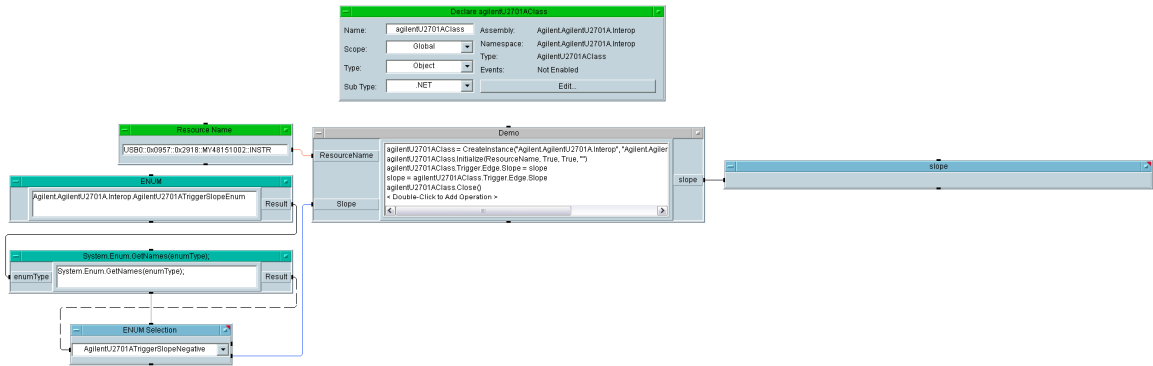 Declare agilentU2701AClass
Name: agilentU2701AClass Assembly: Agilent.AgilentU2701A.Interop
Scope: Global Namespace: Agilent.AgilentU2701A.Interop
Type: Object Type: AgilentU2701AClass
Events: Not Enabled
Sub Type: .NET Edit...
Resource Name
USB0::0x0957::0x2918::MY48151002::INSTR
Demo
ResourceName
Slope
agilentU2701AClass = CreateInstance("Agilent.AgilentU2701A.Interop", "Agilent.Agiler
agilentU2701AClass.Initialize(ResourceName, True, True, "")
agilentU2701AClass.Trigger.Edge.Slope = slope
slope = agilentU2701AClass.Trigger.Edge.Slope
agilentU2701AClass.Close()
< Double-Click to Add Operation >
slope
slope
ENUM
Agilent.AgilentU2701A.Interop.AgilentU2701ATriggerSlopeEnum
Result
System.Enum.GetNames(enumType);
enumType
System.Enum.GetNames(enumType);
Result
ENUM Selection
AgilentU2701ATriggerSlopeNegative